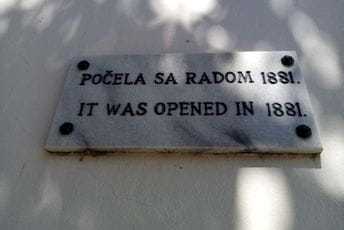 POČELA SA RADOM 1881.
IT WAS OPENED IN 1881.